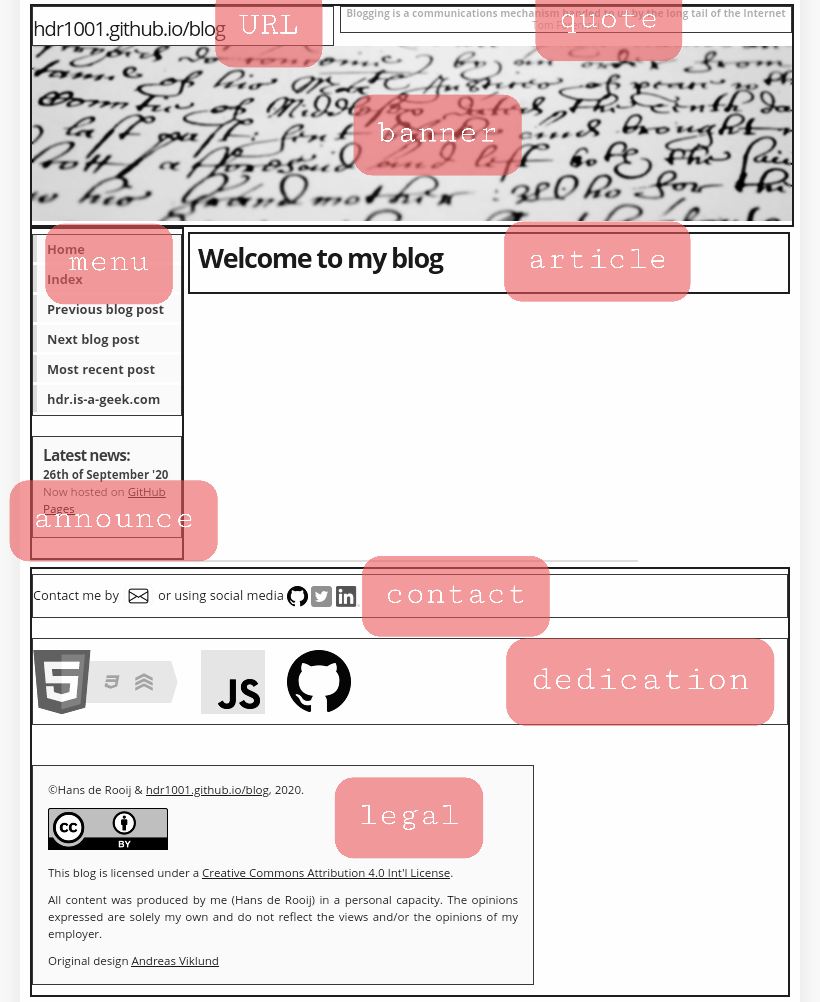 hdr1001.github.io/blog
URL
Blogging is a communications mechanism handed to us by the long tail of the Internet
Tom
quote
banner
menu
Home
Index
Previous blog post
Next blog post
Most recent post
hdr.is-a-geek.com
Welcome to my blog
article
Latest news:
26th of September '20
Now hosted on GitHub
Pages
announce
Contact me by or using social media
contact
5 JS
dedication
©Hans de Rooij & hdr1001.github.io/blog, 2020.
legal
cc
BY
This blog is licensed under a Creative Commons Attribution 4.0 Int'l License.
All content was produced by me (Hans de Rooij) in a personal capacity. The opinions
expressed are solely my own and do not reflect the views and/or the opinions of my
employer.
Original design Andreas Viklund